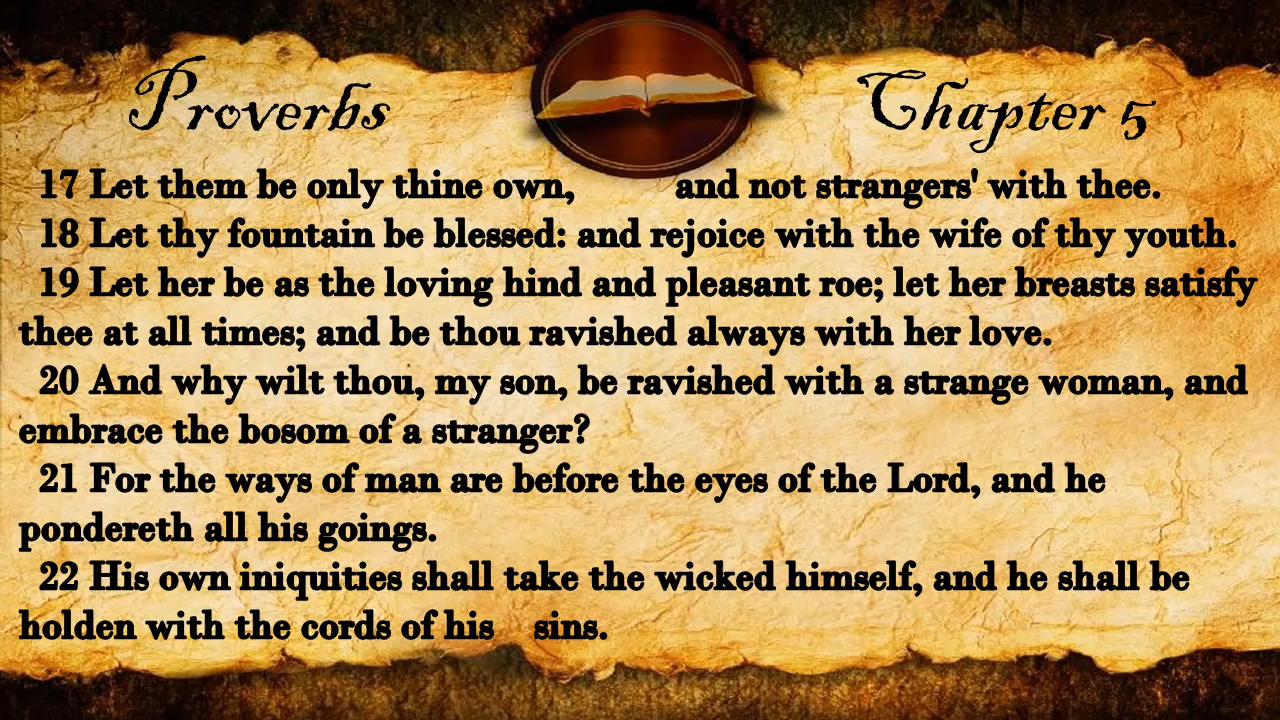 Proverbs Chapter 5
17 Let them be only thine own, and not strangers' with thee.
18 Let thy fountain be blessed: and rejoice with the wife of thy youth.
19 Let her be as the loving hind and pleasant roe; let her breasts satisfy
thee at all times; and be thou ravished always with her love.
20 And why wilt thou, my son, be ravished with a strange woman, and
embrace the bosom of a stranger?
21 For the ways of man are before the eyes of the Lord, and he
pondereth all his goings.
22 His own iniquities shall take the wicked himself, and he shall be
holden with the cords of his sins.